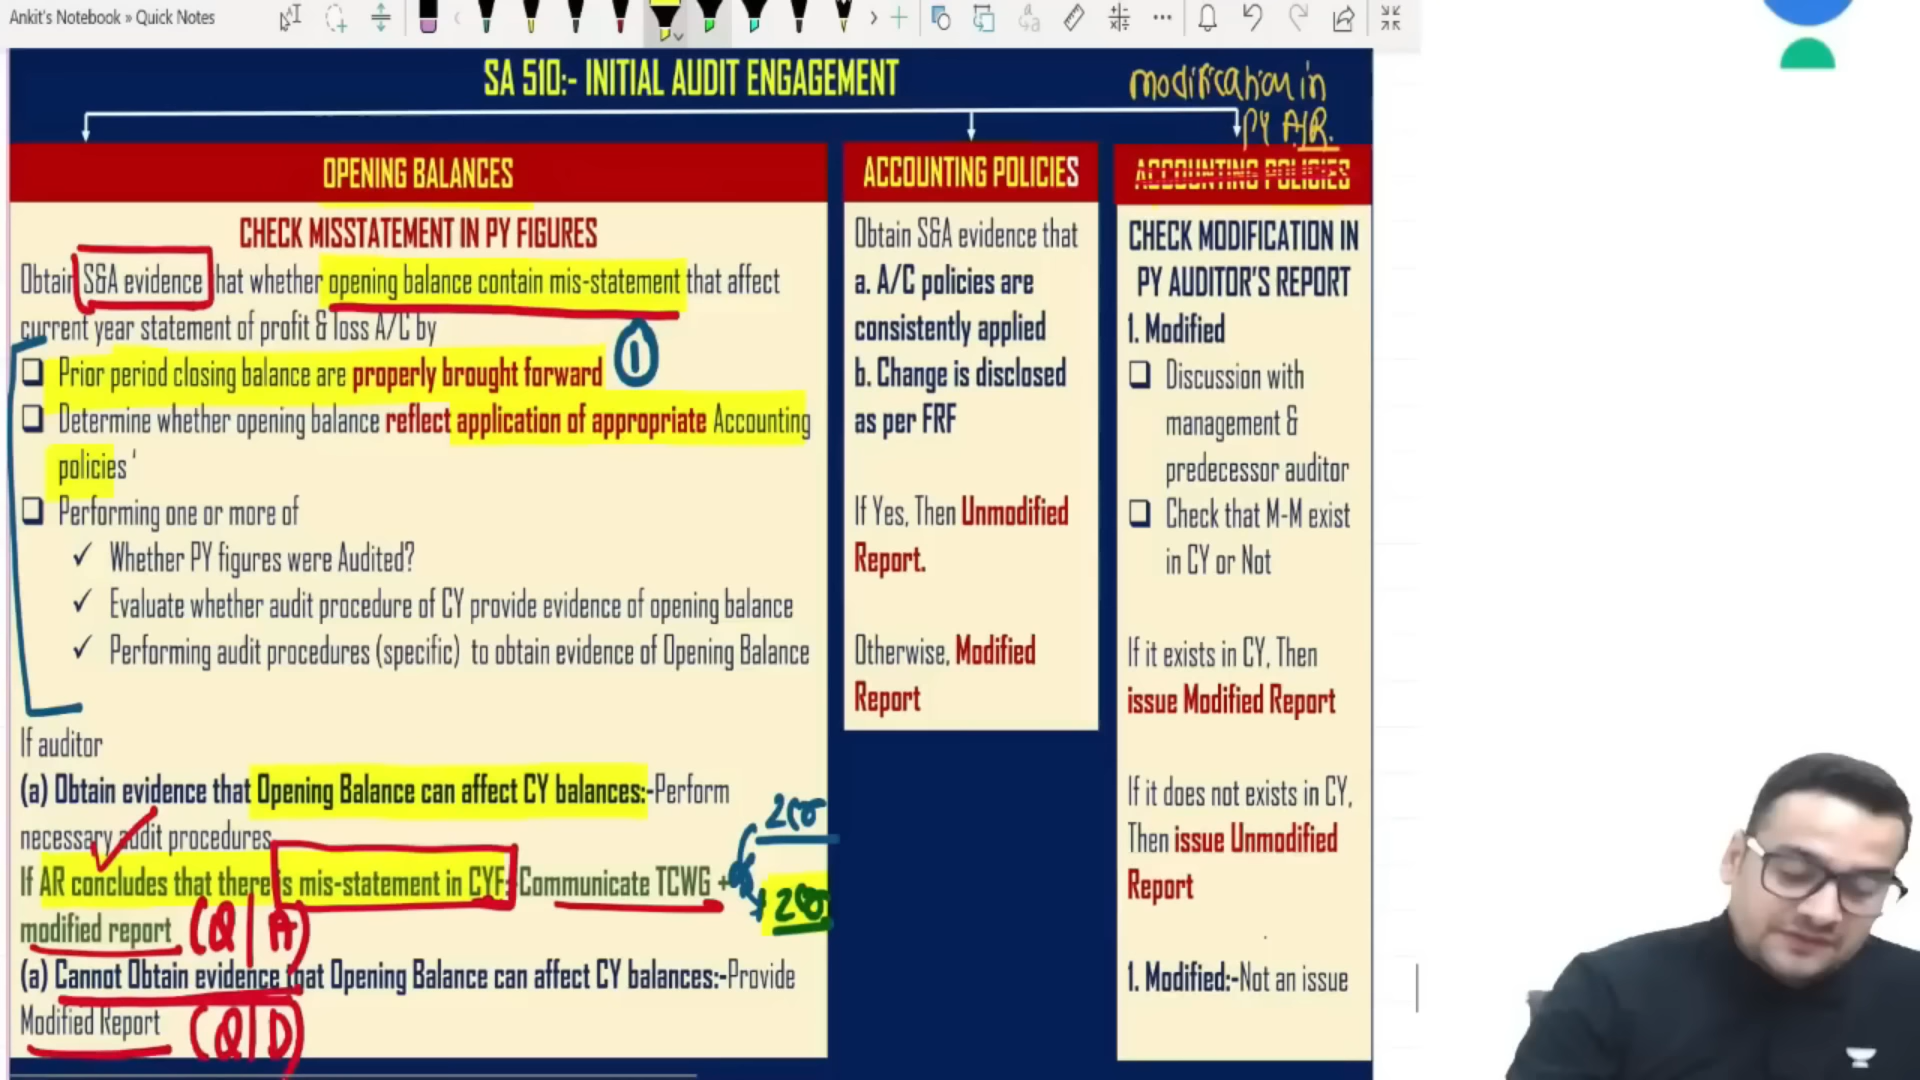 Ankit's Notebook » Quick Notes
SA 510:- INITIAL AUDIT ENGAGEMENT
modification in
PY A/R.
OPENING BALANCES
CHECK MISSTATEMENT IN PY FIGURES
Obtain S&A evidence that whether opening balance contain mis-statement that affect
current year statement of profit & loss A/C by
1
❑ Prior period closing balance are properly brought forward
❑ Determine whether opening balance reflect application of appropriate Accounting
policies '
❑ Performing one or more of
✓ Whether PY figures were Audited?
✓ Evaluate whether audit procedure of CY provide evidence of opening balance
✓ Performing audit procedures (specific) to obtain evidence of Opening Balance
If auditor
(a) Obtain evidence that Opening Balance can affect CY balances:-Perform
necessary audit procedures
If AR concludes that there is mis-statement in CYF: Communicate TCWG +
modified report (Q | A)
(a) Cannot Obtain evidence that Opening Balance can affect CY balances:-Provide
Modified Report (Q | D)
2cr
2cr
ACCOUNTING POLICIES
Obtain S&A evidence that
a. A/C policies are
consistently applied
b. Change is disclosed
as per FRF
If Yes, Then Unmodified
Report.
Otherwise, Modified
Report
ACCOUNTING POLICIES
CHECK MODIFICATION IN
PY AUDITOR'S REPORT
1. Modified
❑ Discussion with
management &
predecessor auditor
❑ Check that M-M exist
in CY or Not
If it exists in CY, Then
issue Modified Report
If it does not exists in CY,
Then issue Unmodified
Report
1. Modified:-Not an issue